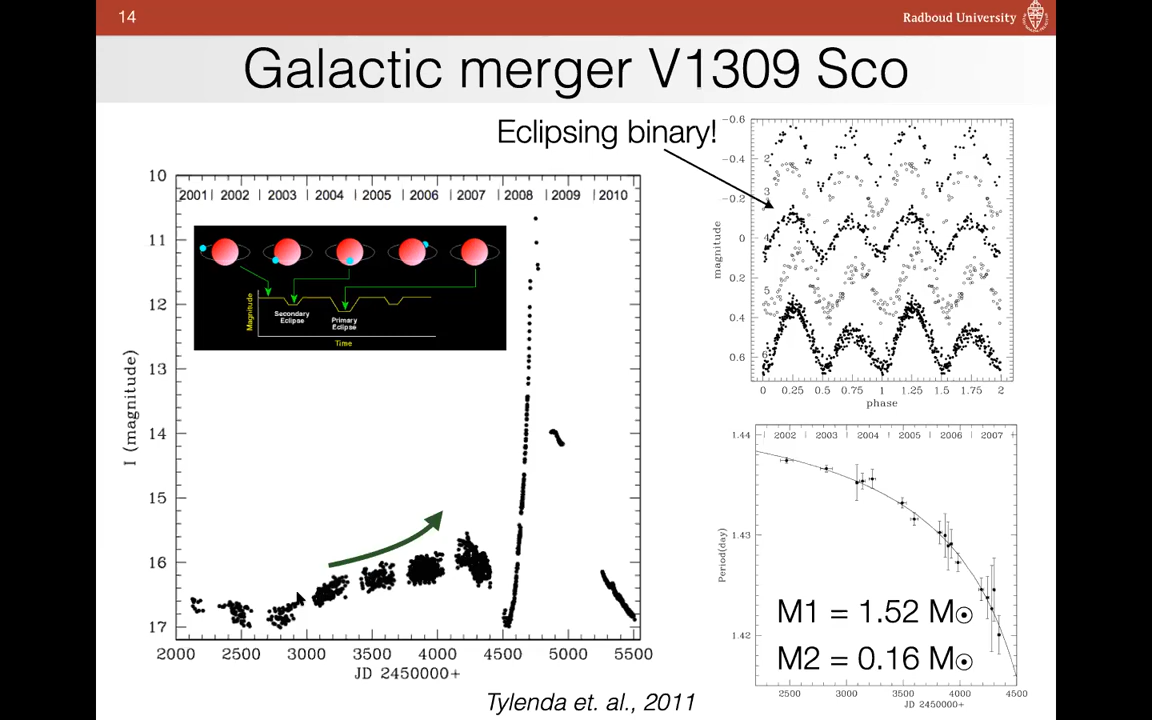 14
Radboud University
Galactic merger V1309 Sco
Eclipsing binary!
10
11
12
13
14
15
16
17
I (magnitude)
2001 | 2002 | 2003 | 2004 | 2005 | 2006 | 2007 | 2008 | 2009 | 2010
Magnitude
Secondary
Eclipse
Primary
Eclipse
Time
2000 2500 3000 3500 4000 4500 5000 5500
JD 2450000+
-0.6
-0.4
-0.2
0
0.2
0.4
0.6
magnitude
2
3
4
5
6
0 0.25 0.5 0.75 1 1.25 1.5 1.75 2
phase
1.44
1.43
1.42
Period(day)
| 2002 | 2003 | 2004 | 2005 | 2006 | 2007
M1 = 1.52 M☉
M2 = 0.16 M☉
2500 3000 3500 4000 4500
JD 2450000+
Tylenda et. al., 2011